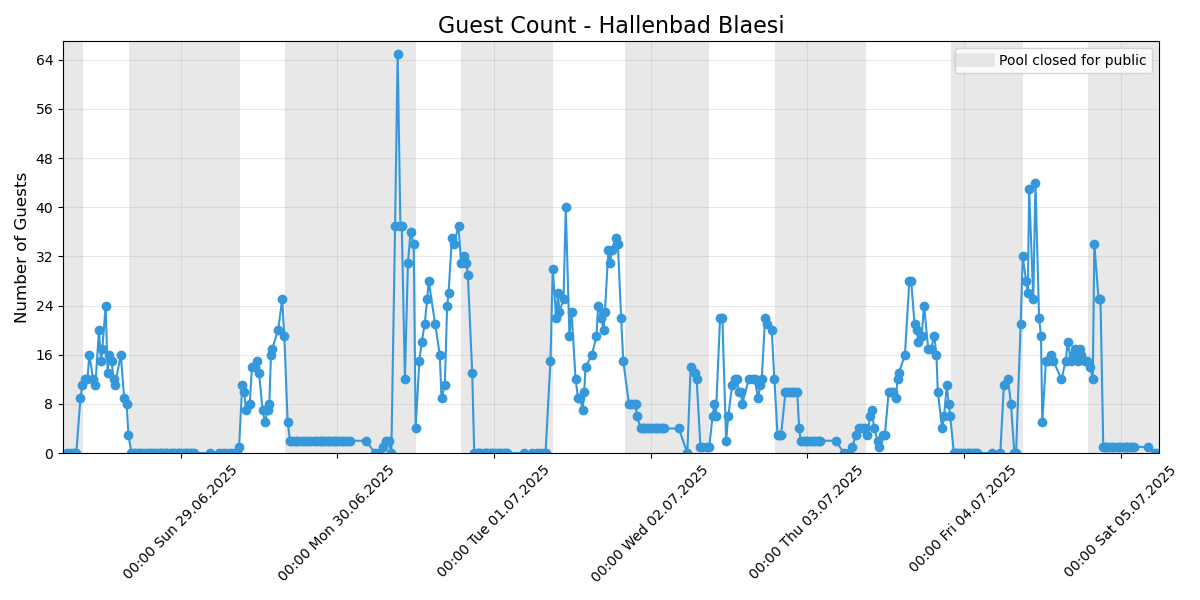 Guest Count - Hallenbad Blaesi
Pool closed for public
Number of Guests
64
56
48
40
32
24
16
8
0
00:00 Sun 29.06.2025
00:00 Mon 30.06.2025
00:00 Tue 01.07.2025
00:00 Wed 02.07.2025
00:00 Thu 03.07.2025
00:00 Fri 04.07.2025
00:00 Sat 05.07.2025